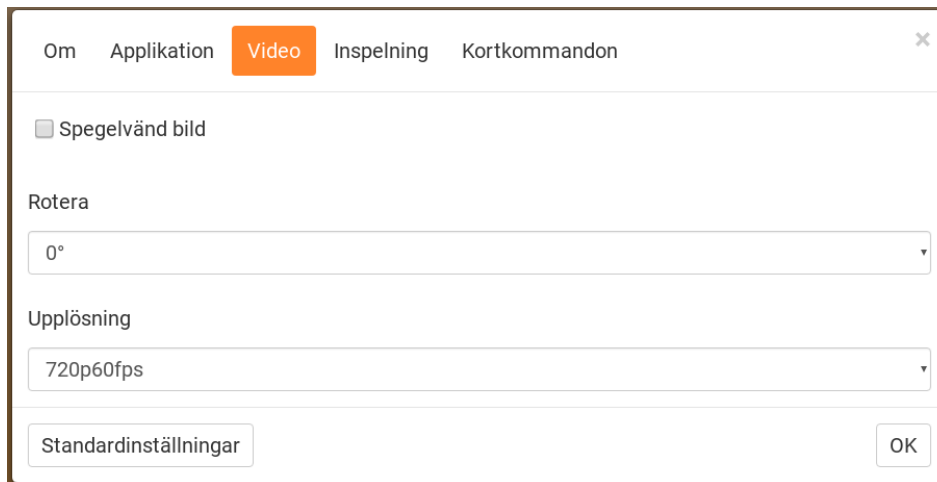 Om Applikation Video Inspelning Kortkommandon ×
Spegelvänd bild
Rotera
0°
Upplösning
720p60fps
Standardinställningar OK